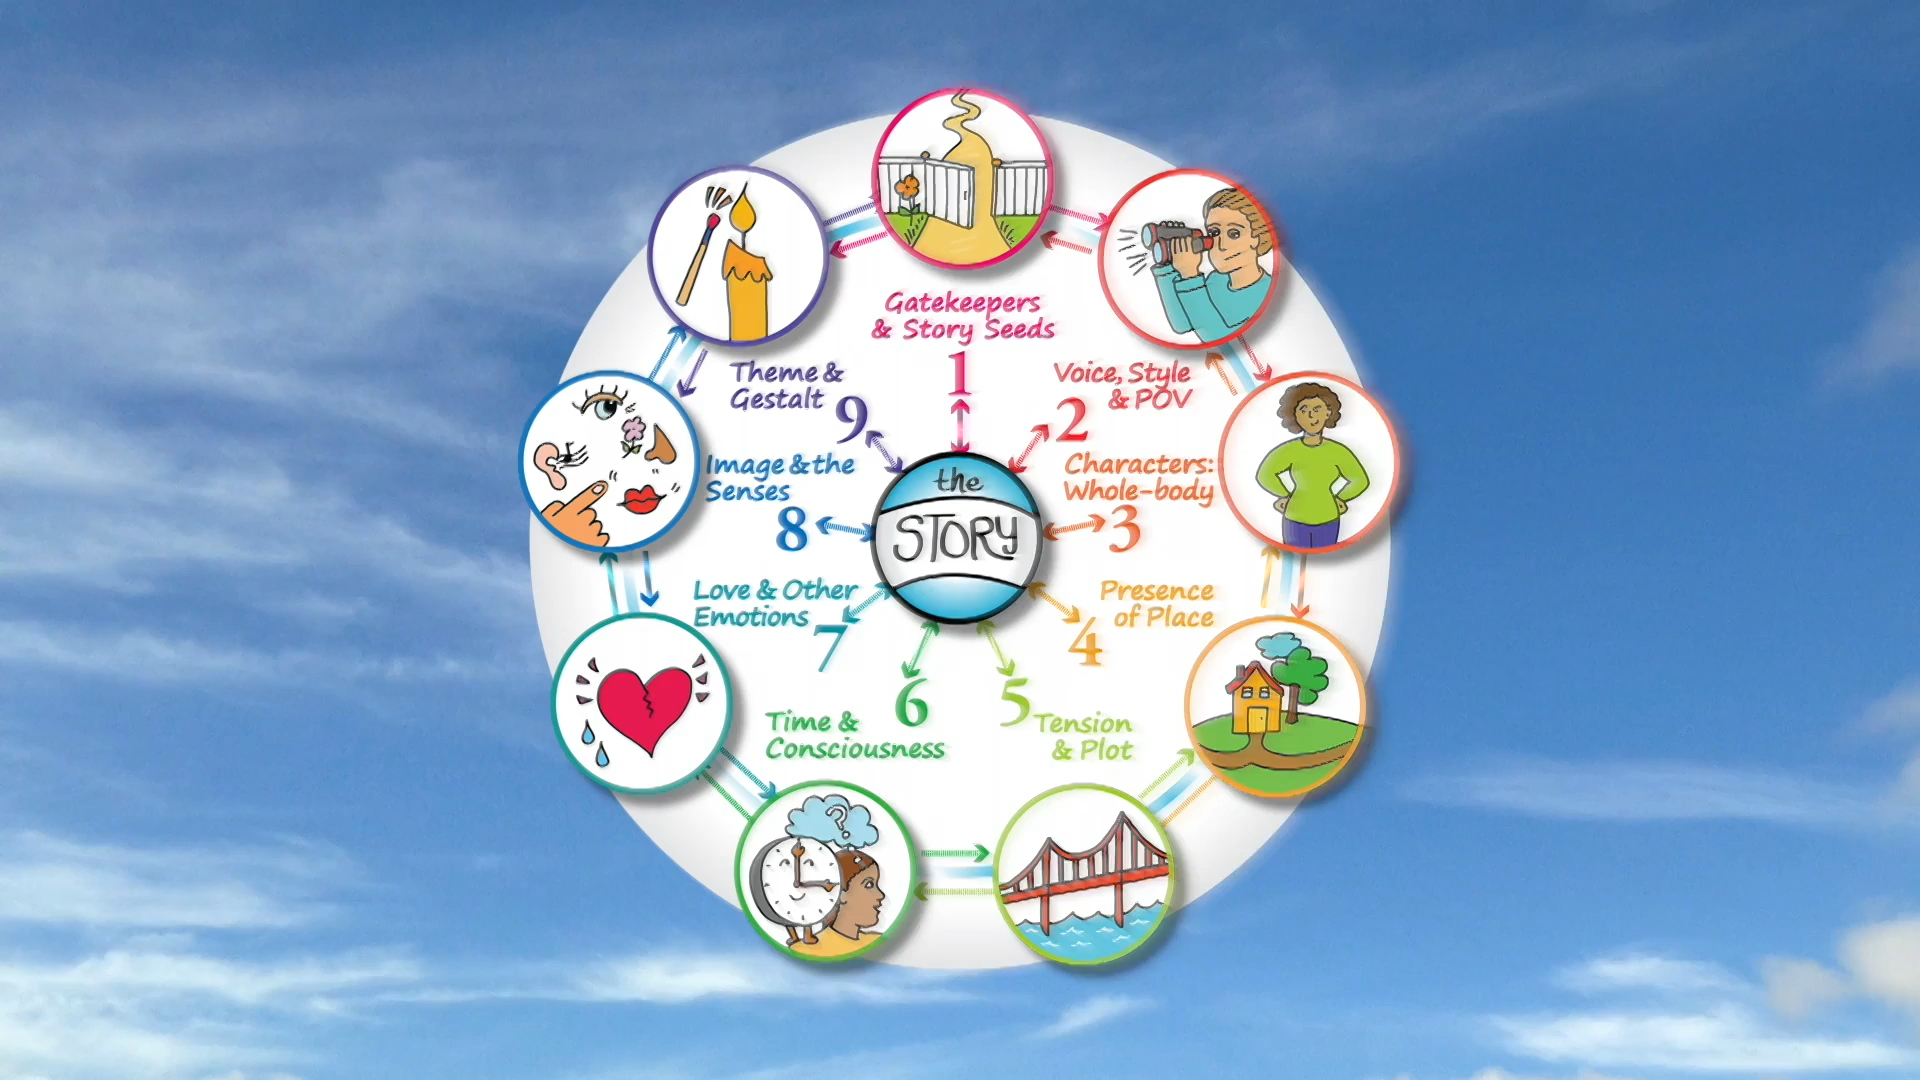 Gatekeepers
& Story Seeds
1
Voice, Style
& POV
2
Characters:
Whole-body
3
Presence
of Place
4
5
Tension
& Plot
6
Time &
Consciousness
Love & Other
Emotions
7
Image & the
Senses
8
Theme &
Gestalt
9
the
STORY
?